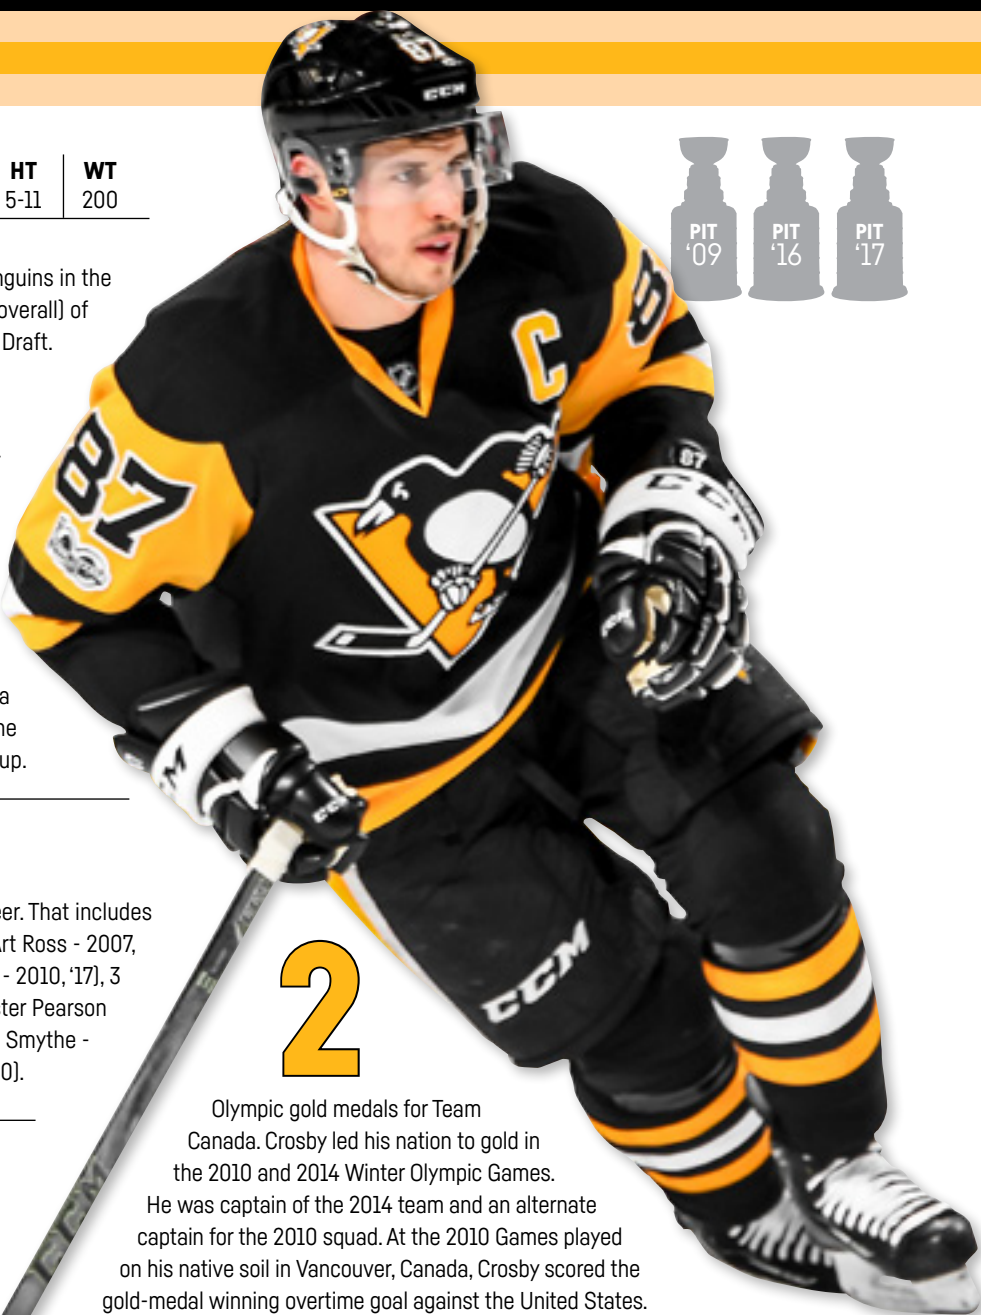 HT WT
5-11 200
PIT PIT PIT
‘09 ‘16 ‘17
nguins in the
overall) of
Draft.
CCM
C
8
87
87
CCM
a
ne
up.
CCM
eer. That includes
Art Ross - 2007,
- 2010, ‘17), 3
ster Pearson
Smythe -
0).
CCM
2
Olympic gold medals for Team
Canada. Crosby led his nation to gold in
the 2010 and 2014 Winter Olympic Games.
He was captain of the 2014 team and an alternate
captain for the 2010 squad. At the 2010 Games played
on his native soil in Vancouver, Canada, Crosby scored the
gold-medal winning overtime goal against the United States.